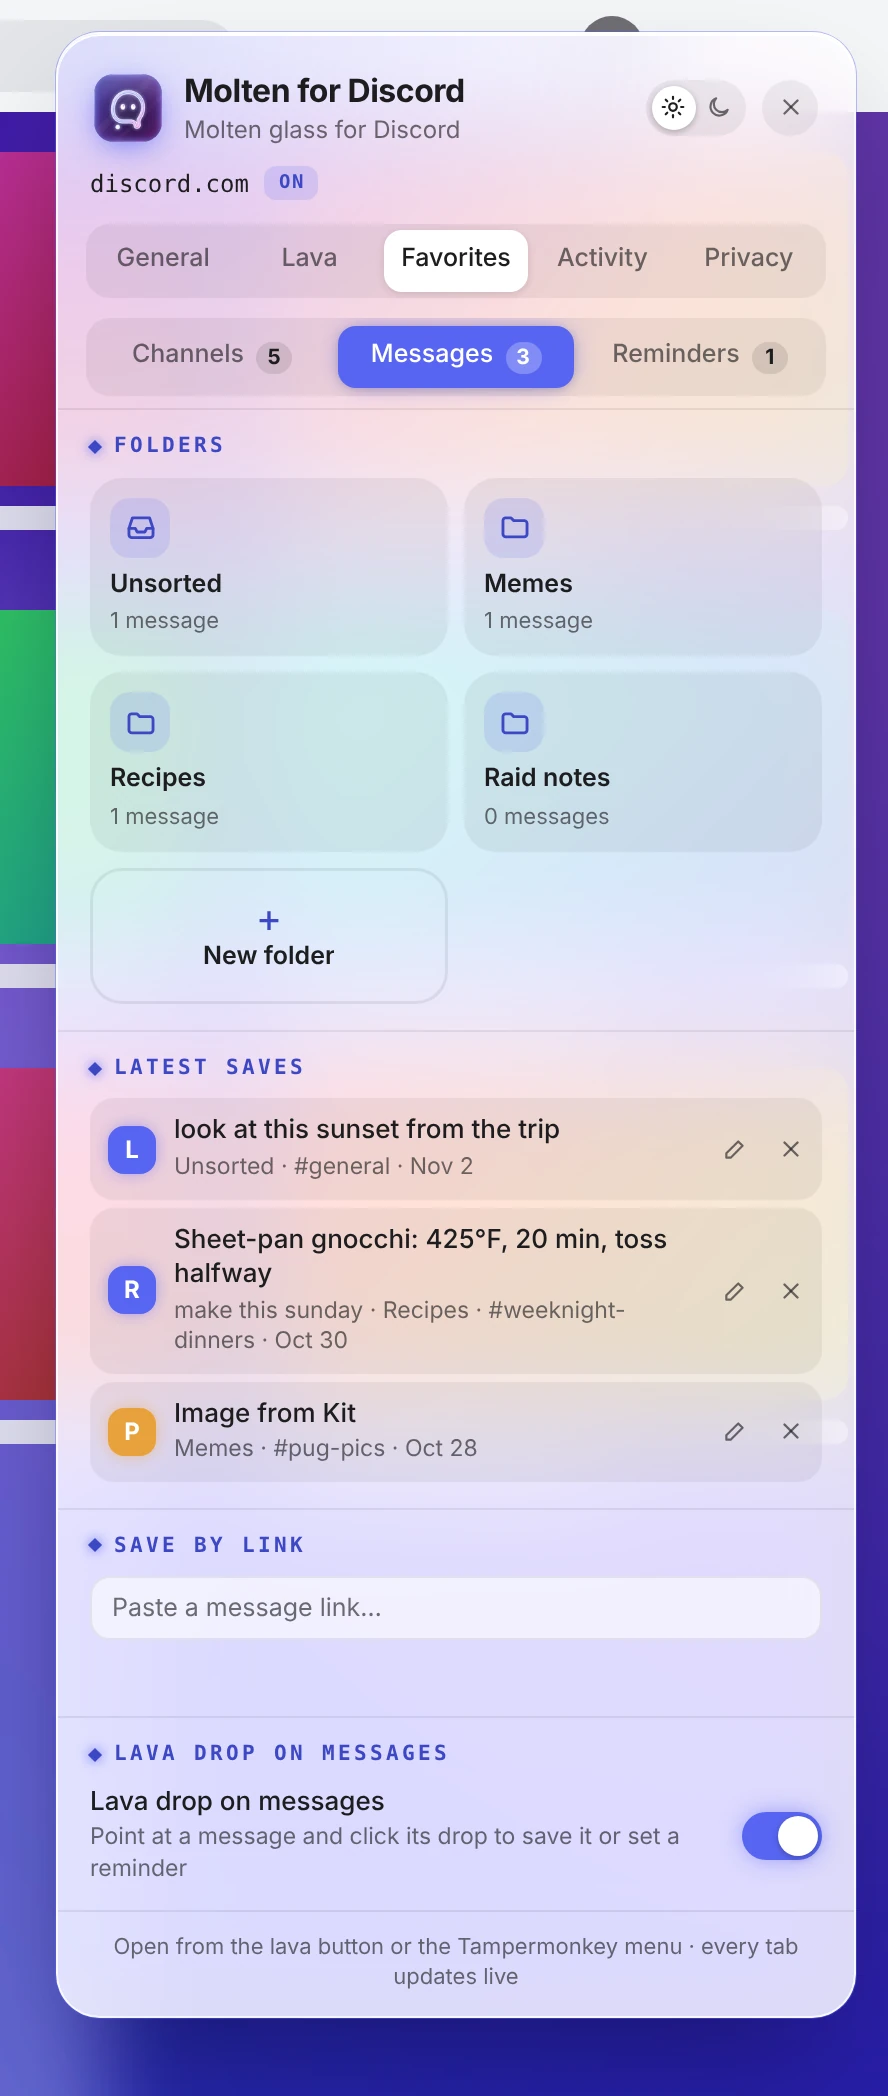 Molten for Discord
Molten glass for Discord
discord.com ON
General Lava Favorites Activity Privacy
Channels 5 Messages 3 Reminders 1
FOLDERS
Unsorted
1 message
Memes
1 message
Recipes
1 message
Raid notes
0 messages
+
New folder
LATEST SAVES
L
look at this sunset from the trip
Unsorted · #general · Nov 2
R
Sheet-pan gnocchi: 425°F, 20 min, toss
halfway
make this sunday · Recipes · #weeknight-
dinners · Oct 30
P
Image from Kit
Memes · #pug-pics · Oct 28
SAVE BY LINK
Paste a message link...
LAVA DROP ON MESSAGES
Lava drop on messages
Point at a message and click its drop to save it or set a
reminder
Open from the lava button or the Tampermonkey menu · every tab
updates live